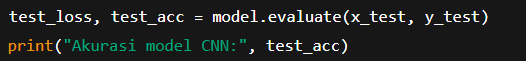 test_loss, test_acc = model.evaluate(x_test, y_test)
print("Akurasi model CNN:", test_acc)